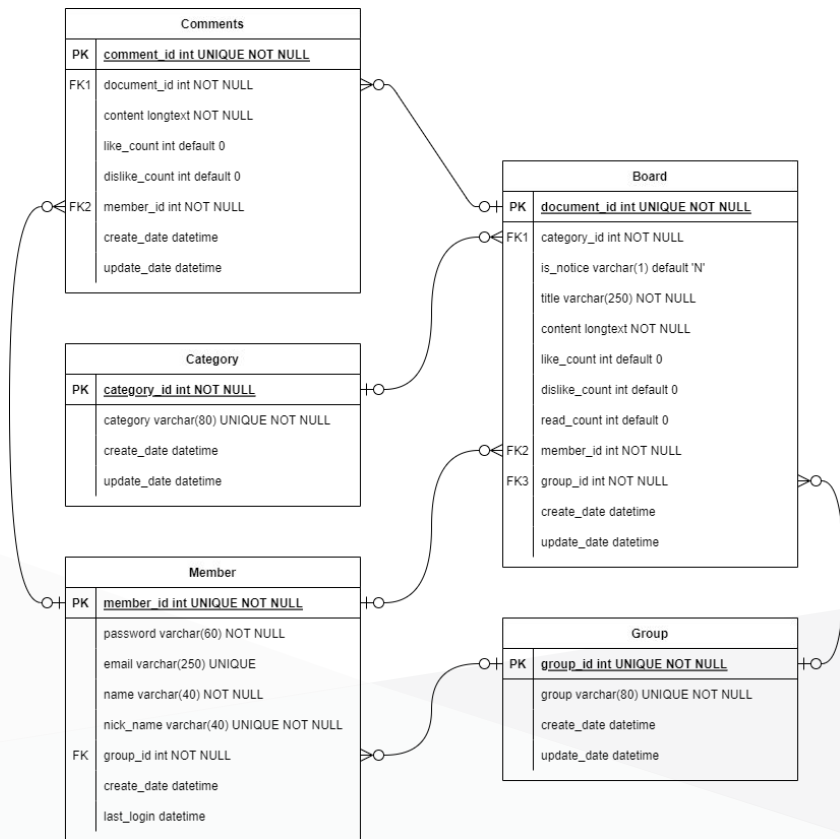 Comments
PK comment_id int UNIQUE NOT NULL
FK1 document_id int NOT NULL
content longtext NOT NULL
like_count int default 0
dislike_count int default 0
FK2 member_id int NOT NULL
create_date datetime
update_date datetime
Board
PK document_id int UNIQUE NOT NULL
FK1 category_id int NOT NULL
is_notice varchar(1) default 'N'
title varchar(250) NOT NULL
content longtext NOT NULL
like_count int default 0
dislike_count int default 0
read_count int default 0
FK2 member_id int NOT NULL
FK3 group_id int NOT NULL
create_date datetime
update_date datetime
Category
PK category_id int NOT NULL
category varchar(80) UNIQUE NOT NULL
create_date datetime
update_date datetime
Member
PK member_id int UNIQUE NOT NULL
password varchar(60) NOT NULL
email varchar(250) UNIQUE
name varchar(40) NOT NULL
nick_name varchar(40) UNIQUE NOT NULL
FK group_id int NOT NULL
create_date datetime
last_login datetime
Group
PK group_id int UNIQUE NOT NULL
group varchar(80) UNIQUE NOT NULL
create_date datetime
update_date datetime